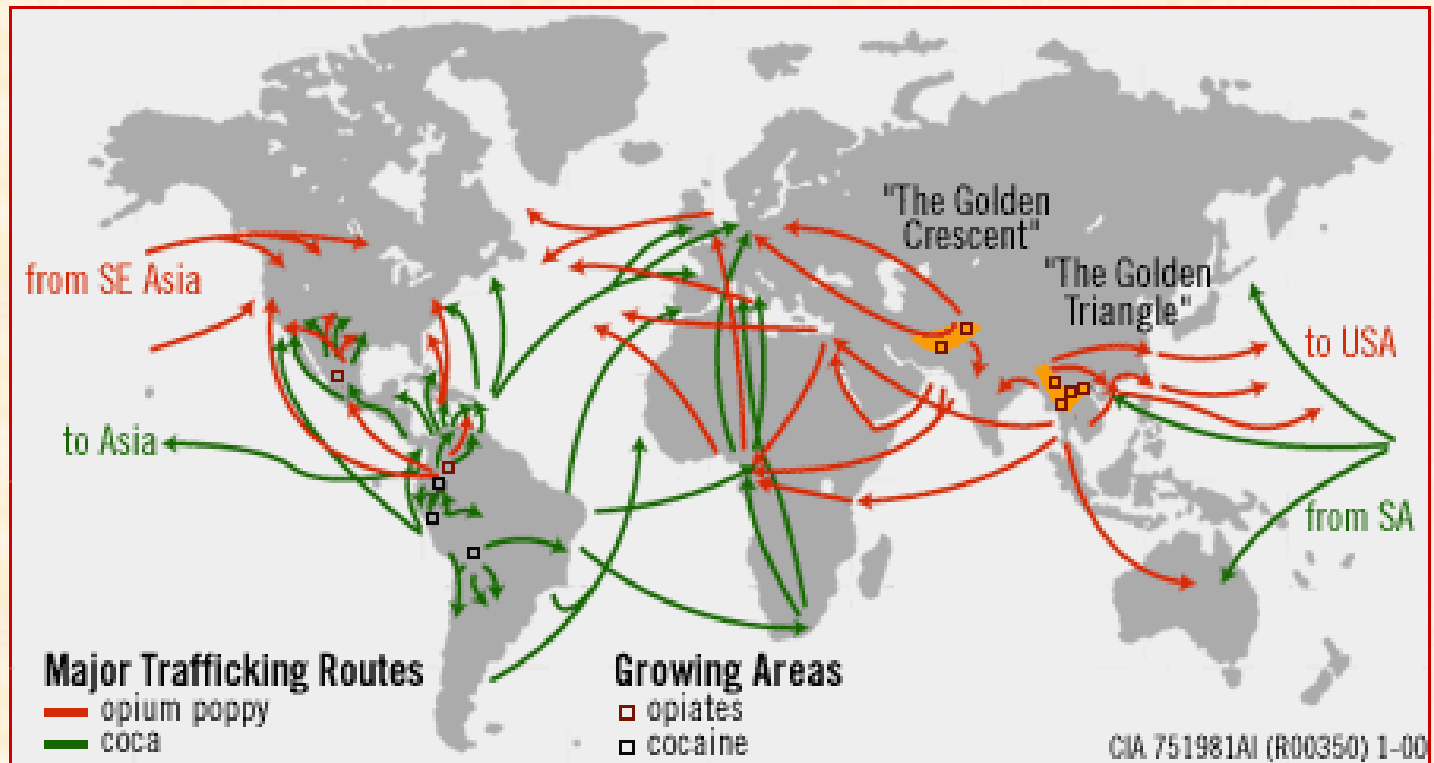 "The Golden
Crescent"
"The Golden
Triangle"
from SE Asia
to USA
to Asia
from SA
Major Trafficking Routes
opium poppy
coca
Growing Areas
opiates
cocaine
CIA 751981AI (R00350) 1-00